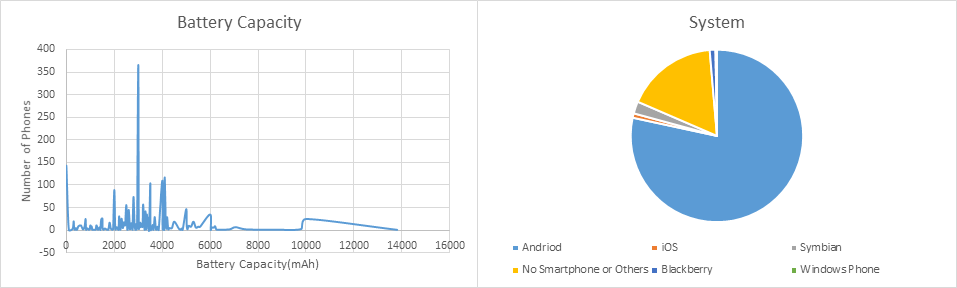 Battery Capacity
400
350
300
250
200
150
100
50
0
-50
Number of Phones
0 2000 4000 6000 8000 10000 12000 14000 16000
Battery Capacity(mAh)
System
Andriod iOS Symbian
No Smartphone or Others Blackberry Windows Phone